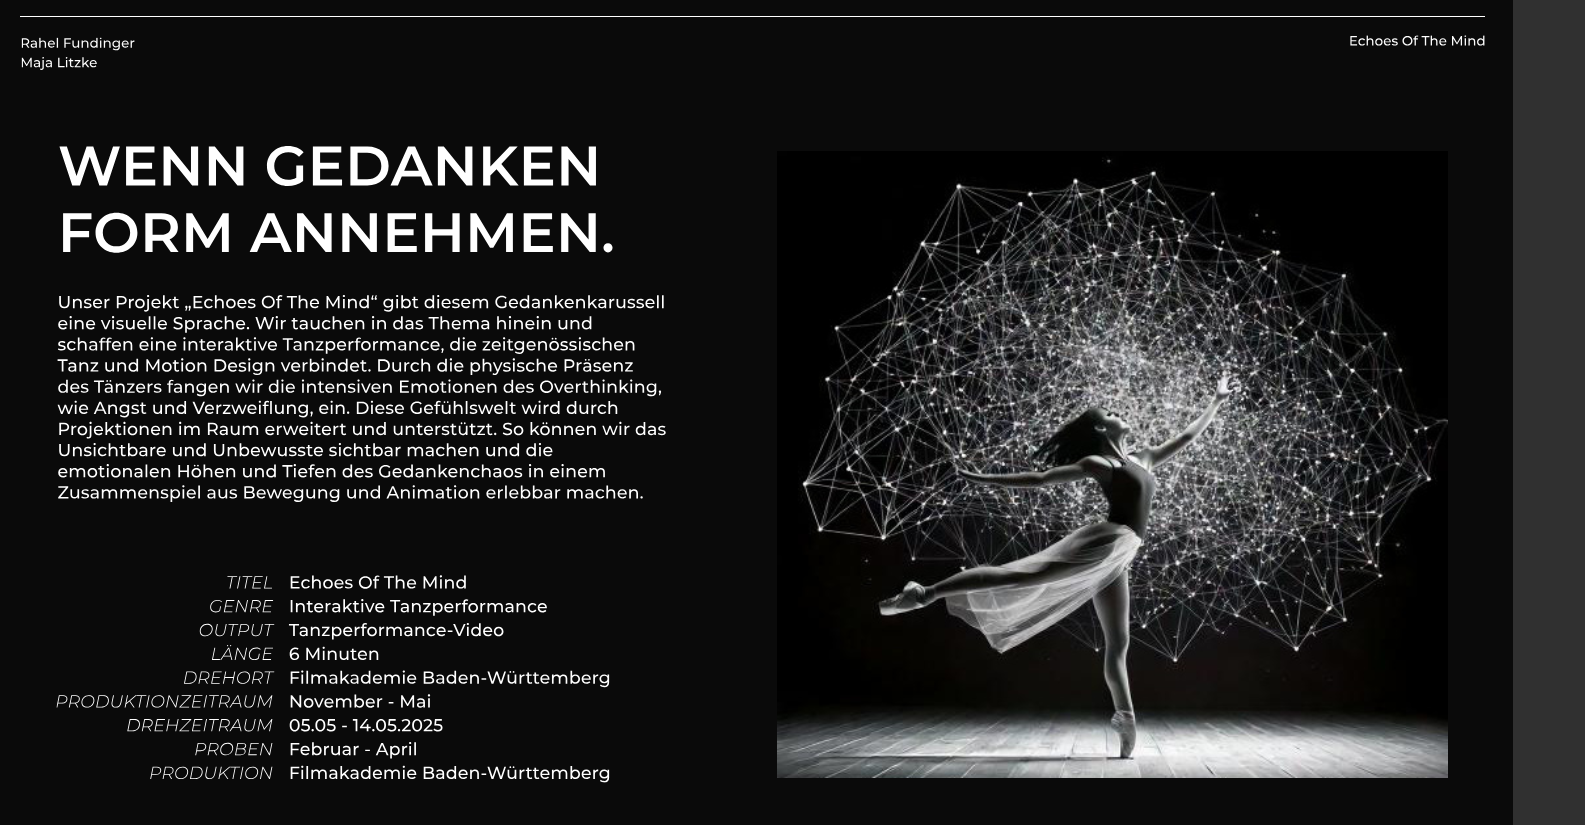 Rahel Fundinger
Maja Litzke
Echoes Of The Mind
WENN GEDANKEN
FORM ANNEHMEN.
Unser Projekt „Echoes Of The Mind“ gibt diesem Gedankenkarussell
eine visuelle Sprache. Wir tauchen in das Thema hinein und
schaffen eine interaktive Tanzperformance, die zeitgenössischen
Tanz und Motion Design verbindet. Durch die physische Präsenz
des Tänzers fangen wir die intensiven Emotionen des Overthinking,
wie Angst und Verzweiflung, ein. Diese Gefühlswelt wird durch
Projektionen im Raum erweitert und unterstützt. So können wir das
Unsichtbare und Unbewusste sichtbar machen und die
emotionalen Höhen und Tiefen des Gedankenchaos in einem
Zusammenspiel aus Bewegung und Animation erlebbar machen.
TITEL Echoes Of The Mind
GENRE Interaktive Tanzperformance
OUTPUT Tanzperformance-Video
LÄNGE 6 Minuten
DREHORT Filmakademie Baden-Württemberg
PRODUKTIONZEITRAUM November - Mai
DREHZEITRAUM 05.05 - 14.05.2025
PROBEN Februar - April
PRODUKTION Filmakademie Baden-Württemberg